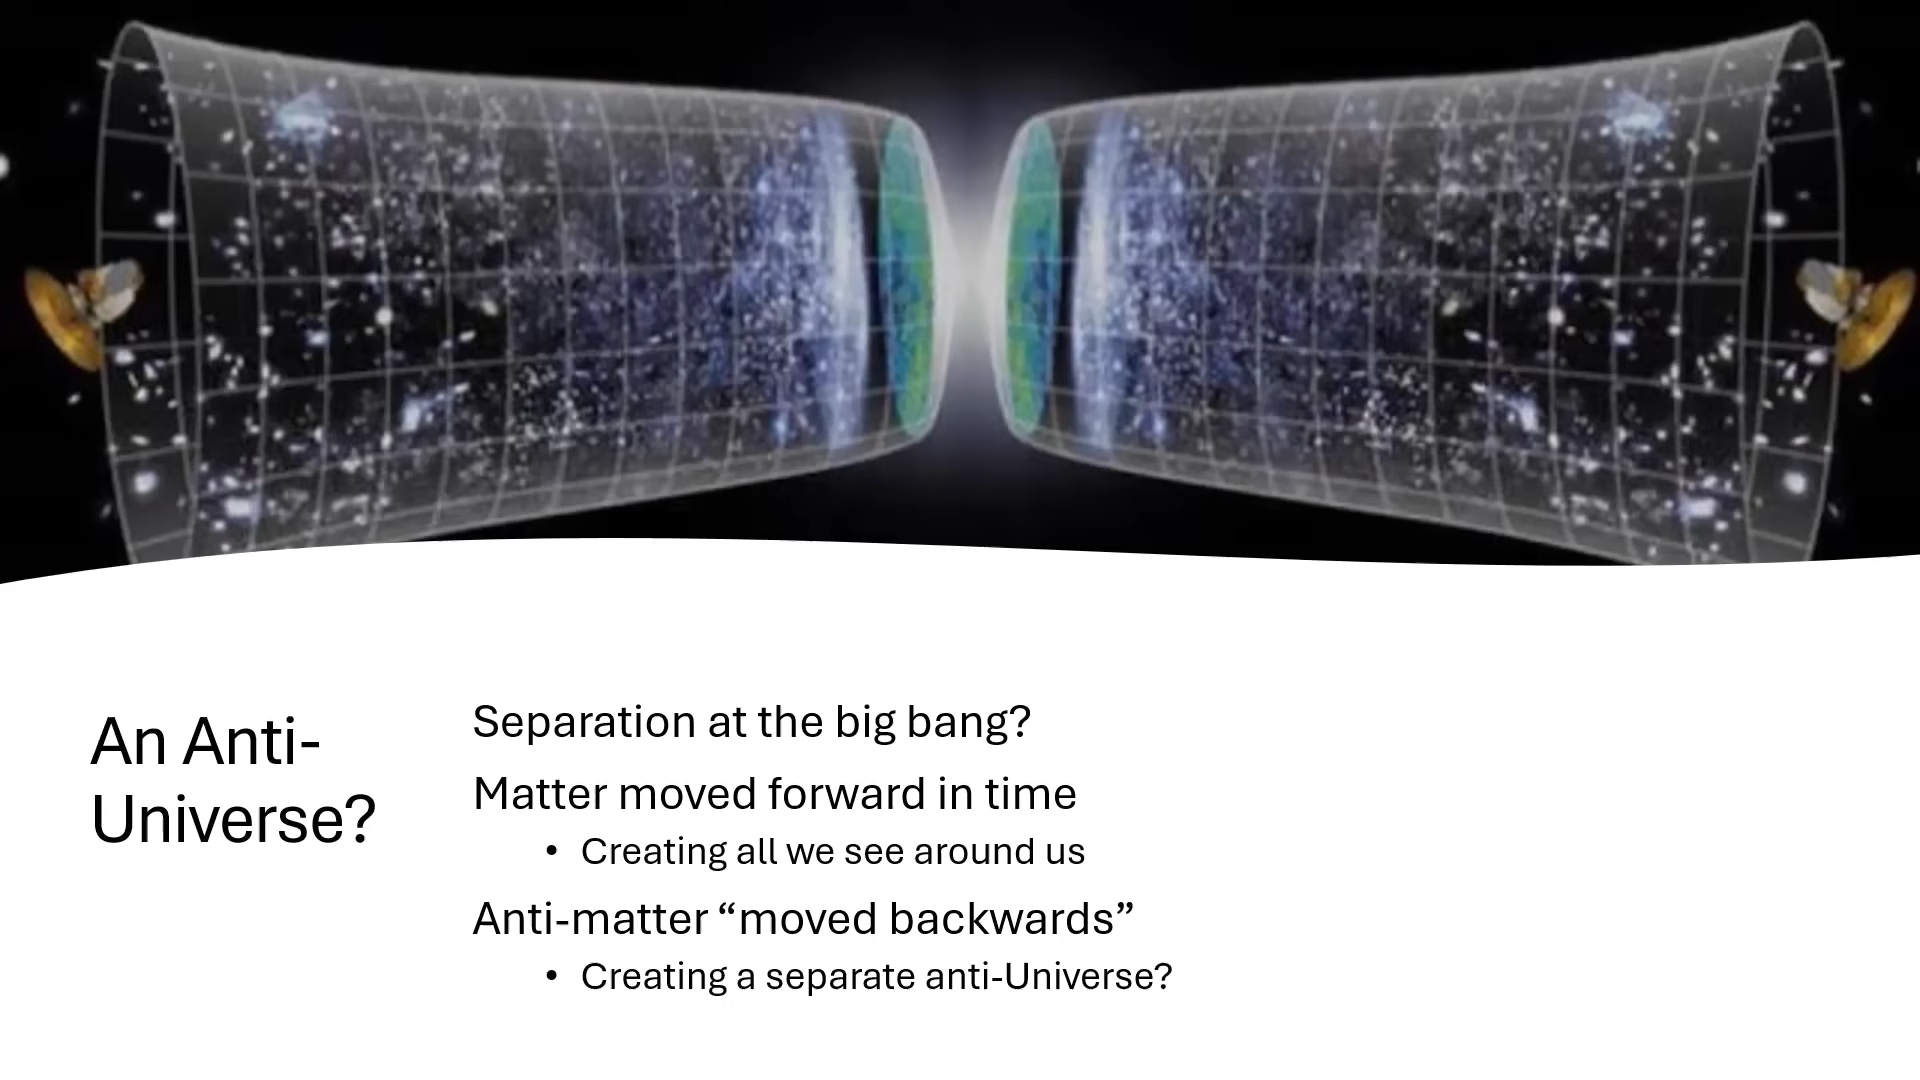 An Anti-
Universe?
Separation at the big bang?
Matter moved forward in time
• Creating all we see around us
Anti-matter “moved backwards”
• Creating a separate anti-Universe?